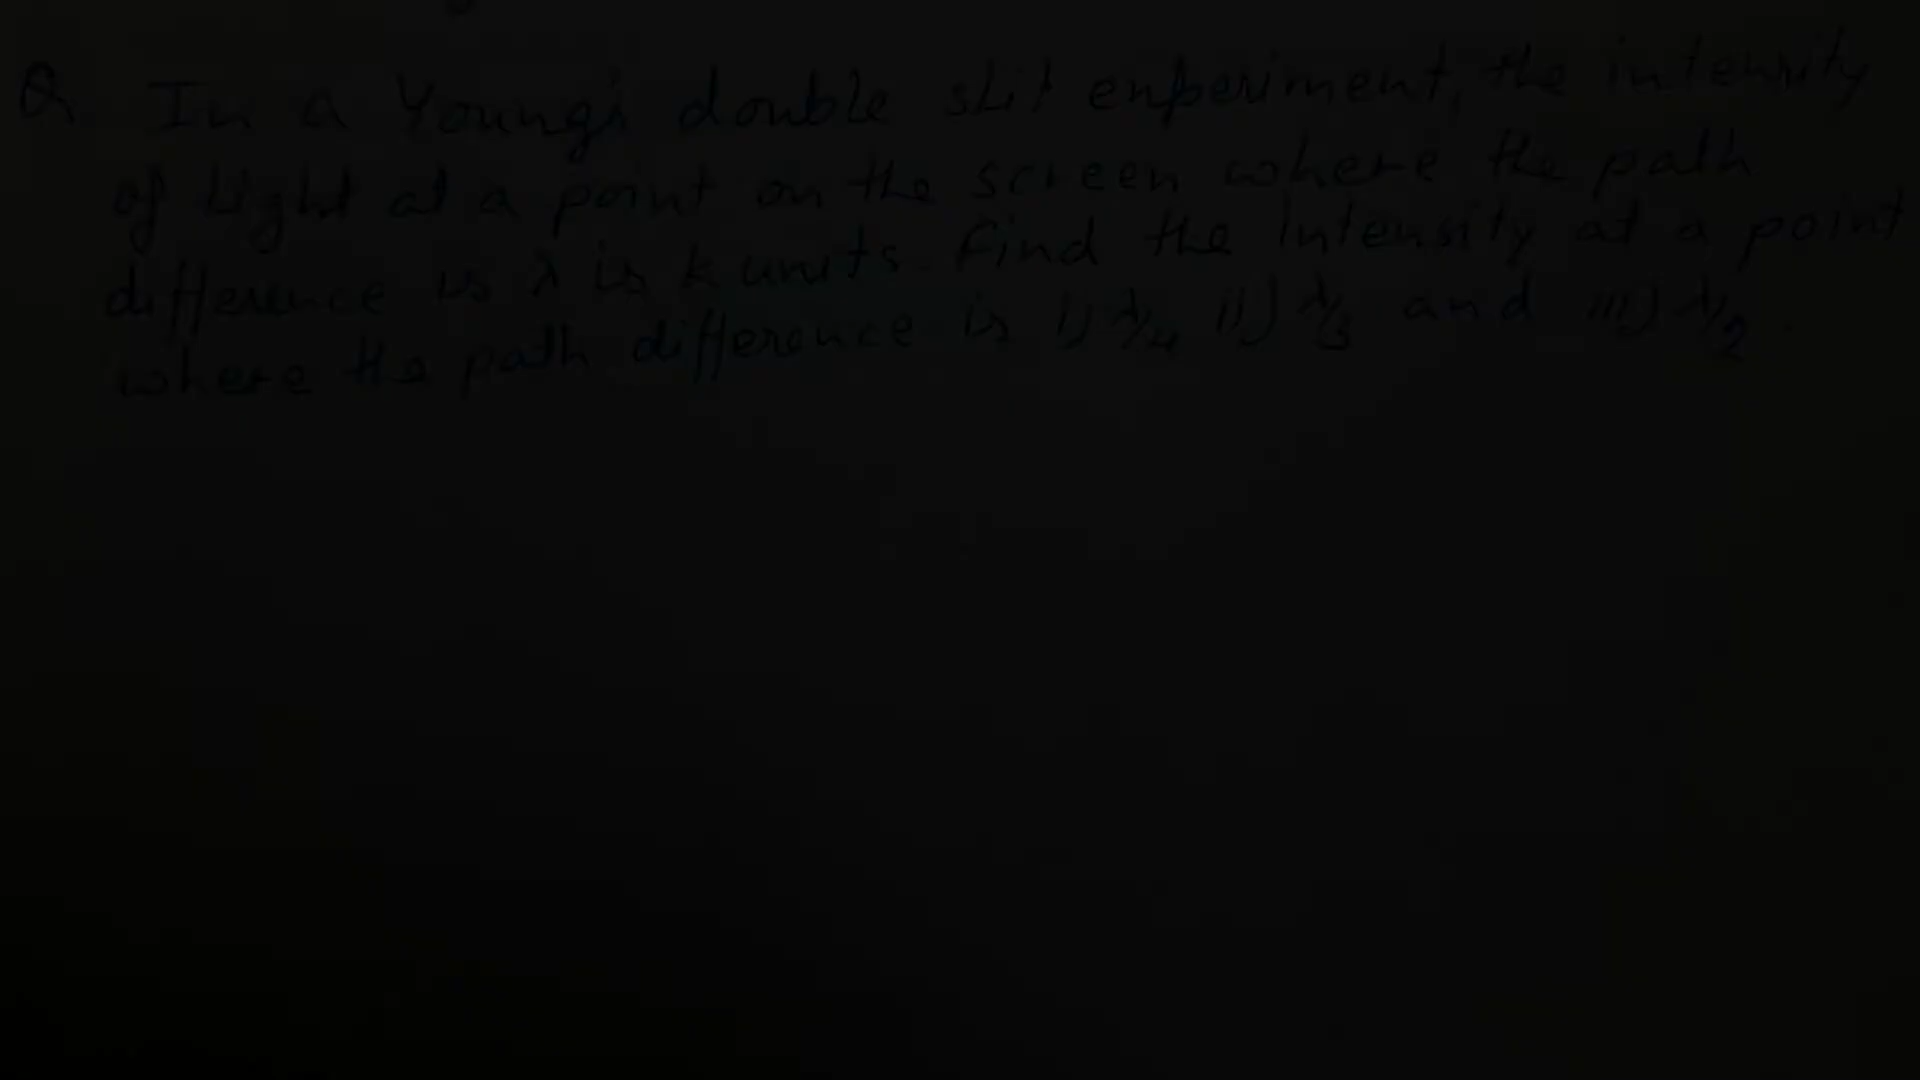 Q In a Young's double slit experiment, the intensity
of light at a point on the screen where the path
difference is λ is k units. Find the intensity at a point
where the path difference is i) λ/4 ii) λ/3 and iii) λ/2